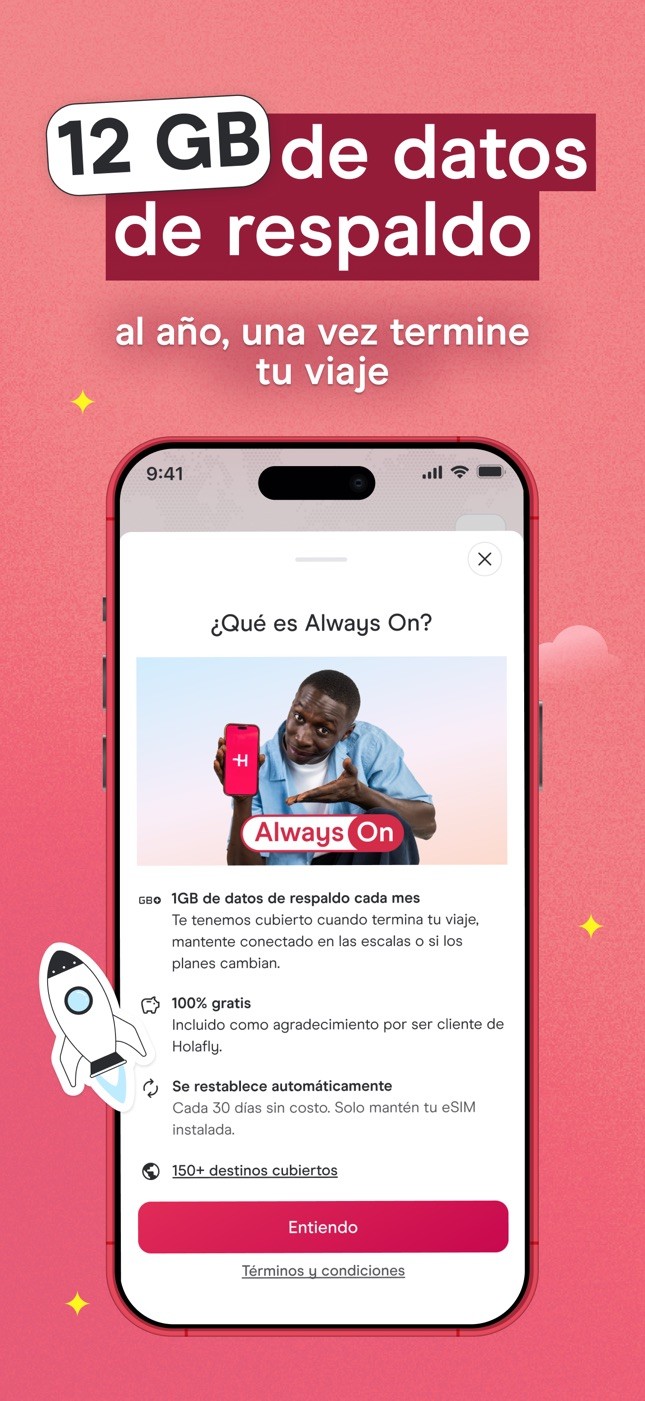 12 GB de datos
de respaldo
al año, una vez termine
tu viaje
9:41
¿Qué es Always On?
H
Always On
GB
1GB de datos de respaldo cada mes
Te tenemos cubierto cuando termina tu viaje,
mantente conectado en las escalas o si los
planes cambian.
100% gratis
Incluido como agradecimiento por ser cliente de
Holafly.
Se restablece automáticamente
Cada 30 días sin costo. Solo mantén tu eSIM
instalada.
150+ destinos cubiertos
Entiendo
Términos y condiciones